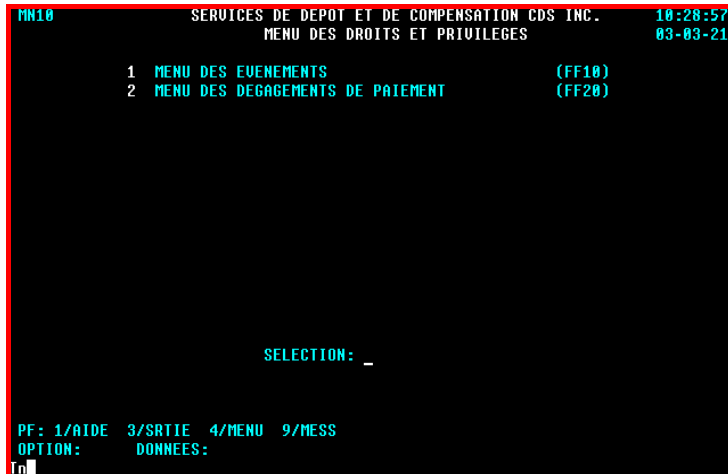 MN10 SERVICES DE DEPOT ET DE COMPENSATION CDS INC. 10:28:57
MENU DES DROITS ET PRIVILEGES 03-03-21
1 MENU DES EVENEMENTS (FF10)
2 MENU DES DEGAGEMENTS DE PAIEMENT (FF20)
SELECTION: _
PF: 1/AIDE 3/SRTIE 4/MENU 9/MESS
OPTION: DONNEES: